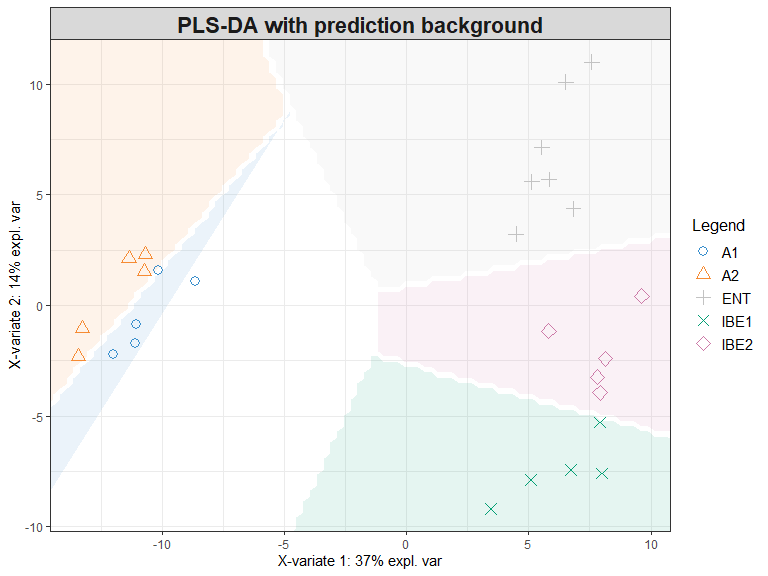 PLS-DA with prediction background
10
5
0
-5
-10
X-variate 2: 14% expl. var
-10
-5
0
5
10
X-variate 1: 37% expl. var
Legend
A1
A2
ENT
IBE1
IBE2